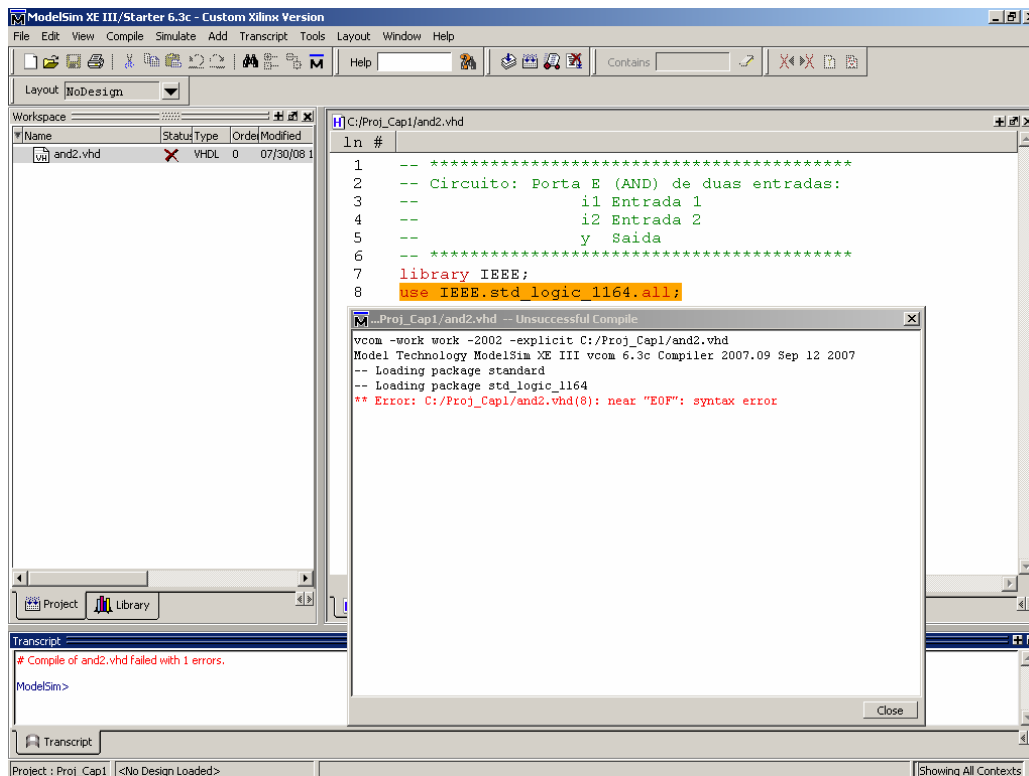 ModelSim XE III/Starter 6.3c - Custom Xilinx Version
File Edit View Compile Simulate Add Transcript Tools Layout Window Help
Help
Contains
Layout NoDesign
Workspace
Name Status Type Order Modified
and2.vhd VHDL 0 07/30/08 1
Project Library
C:/Proj_Cap1/and2.vhd
ln #
1 -- ******************************************
2 -- Circuito: Porta E (AND) de duas entradas:
3 -- i1 Entrada 1
4 -- i2 Entrada 2
5 -- y Saida
6 -- ******************************************
7 library IEEE;
8 use IEEE.std_logic_1164.all;
...Proj_Cap1/and2.vhd -- Unsuccessful Compile
vcom -work work -2002 -explicit C:/Proj_Cap1/and2.vhd
Model Technology ModelSim XE III vcom 6.3c Compiler 2007.09 Sep 12 2007
-- Loading package standard
-- Loading package std_logic_1164
** Error: C:/Proj_Cap1/and2.vhd(8): near "EOF": syntax error
Close
Transcript
# Compile of and2.vhd failed with 1 errors.
ModelSim>
Transcript
Project : Proj_Cap1 <No Design Loaded> Showing All Contexts